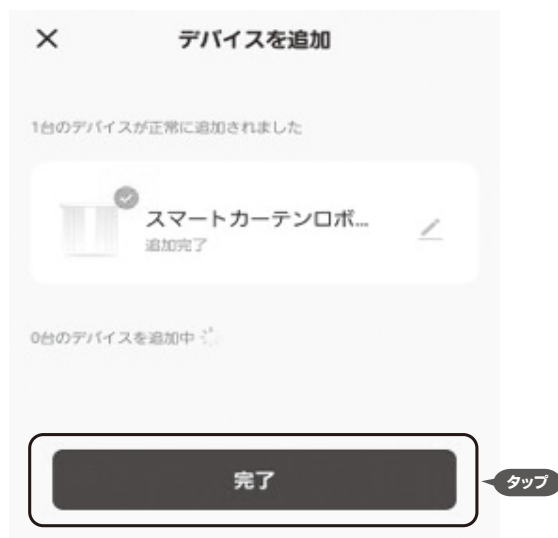 デバイスを追加
1台のデバイスが正常に追加されました
スマートカーテンロボ...
追加完了
0台のデバイスを追加中
完了
タップ